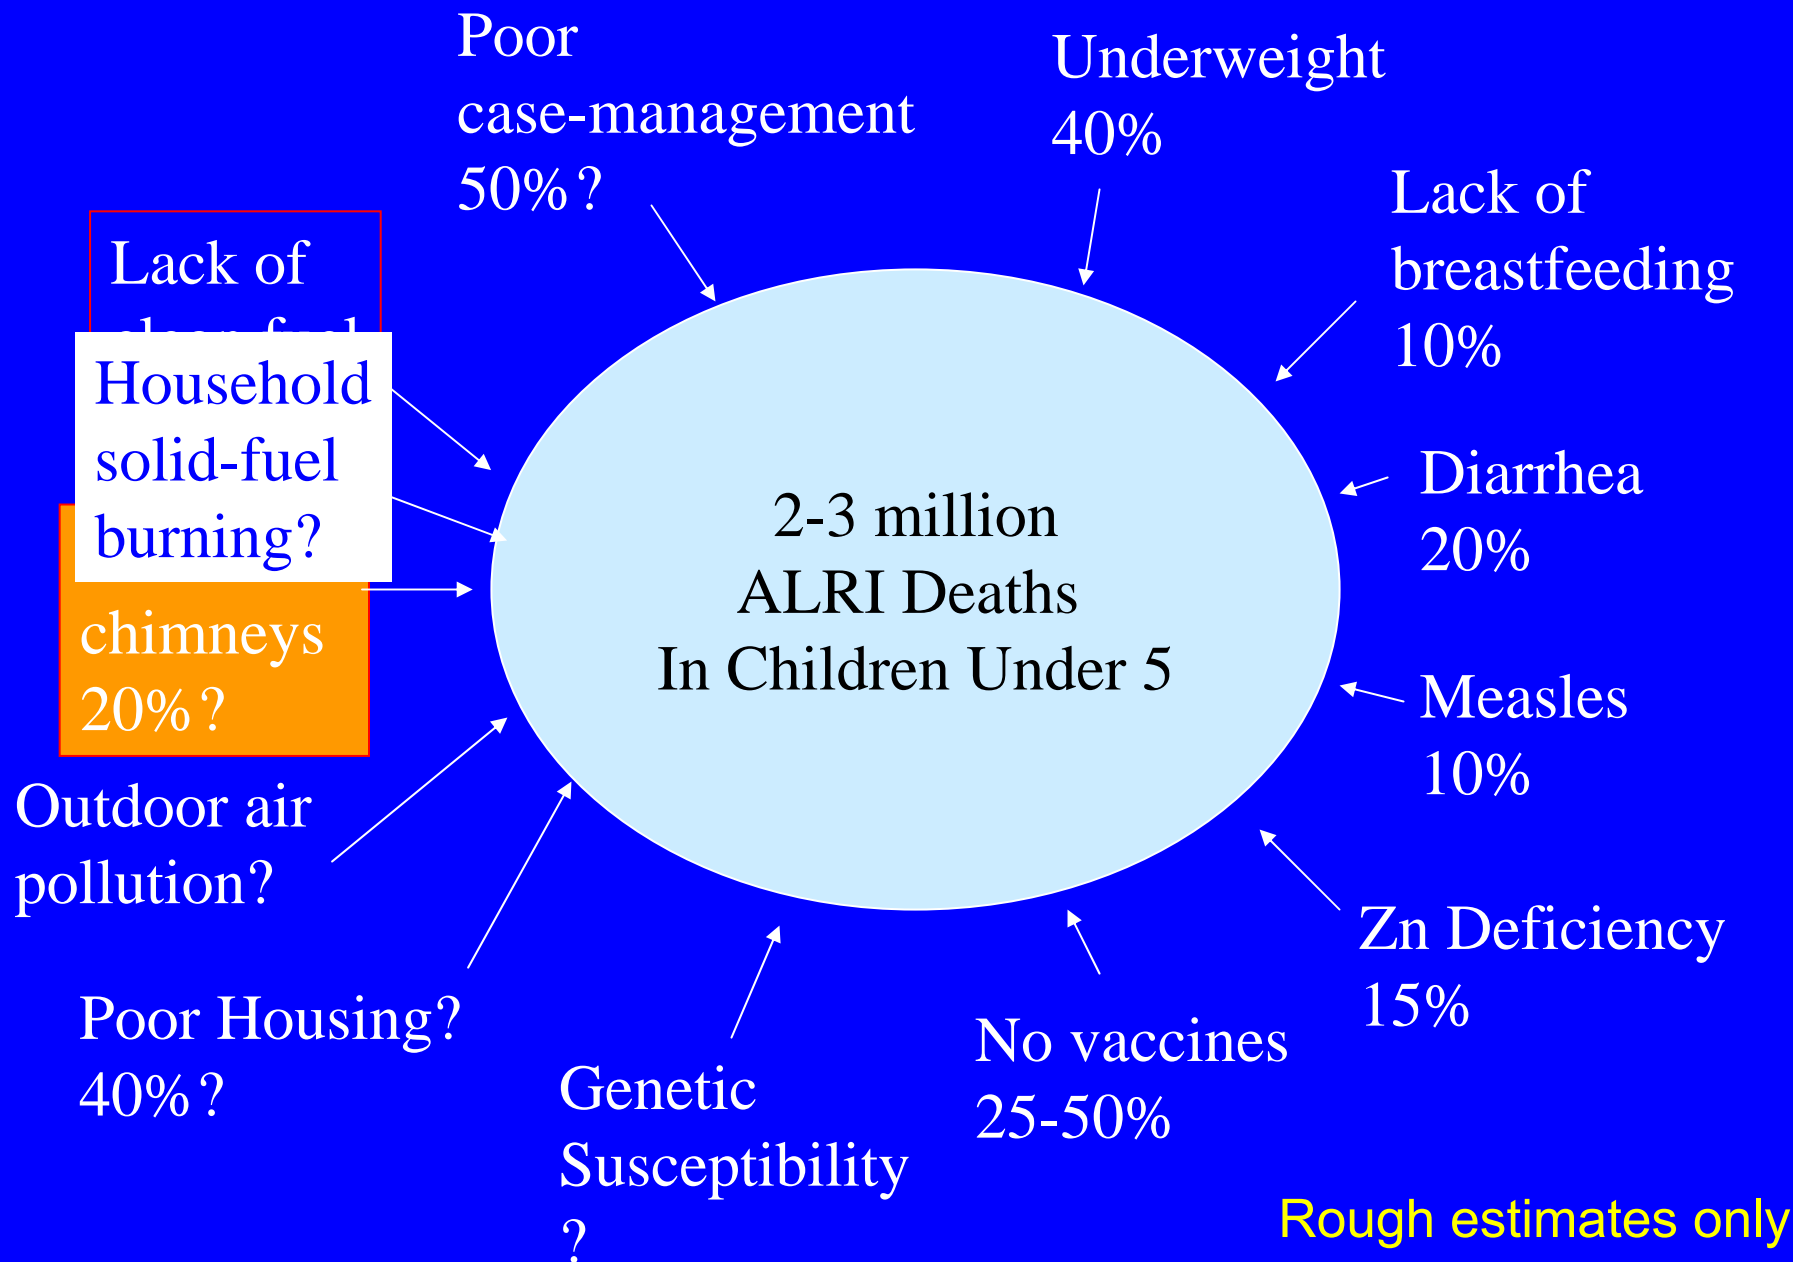 Poor
case-management
50%?
Underweight
40%
Lack of
breastfeeding
10%
Lack of
Household
solid-fuel
burning?
chimneys
20%?
Diarrhea
20%
2-3 million
ALRI Deaths
In Children Under 5
Measles
10%
Outdoor air
pollution?
Zn Deficiency
15%
Poor Housing?
40%?
No vaccines
25-50%
Genetic
Susceptibility
?
Rough estimates only